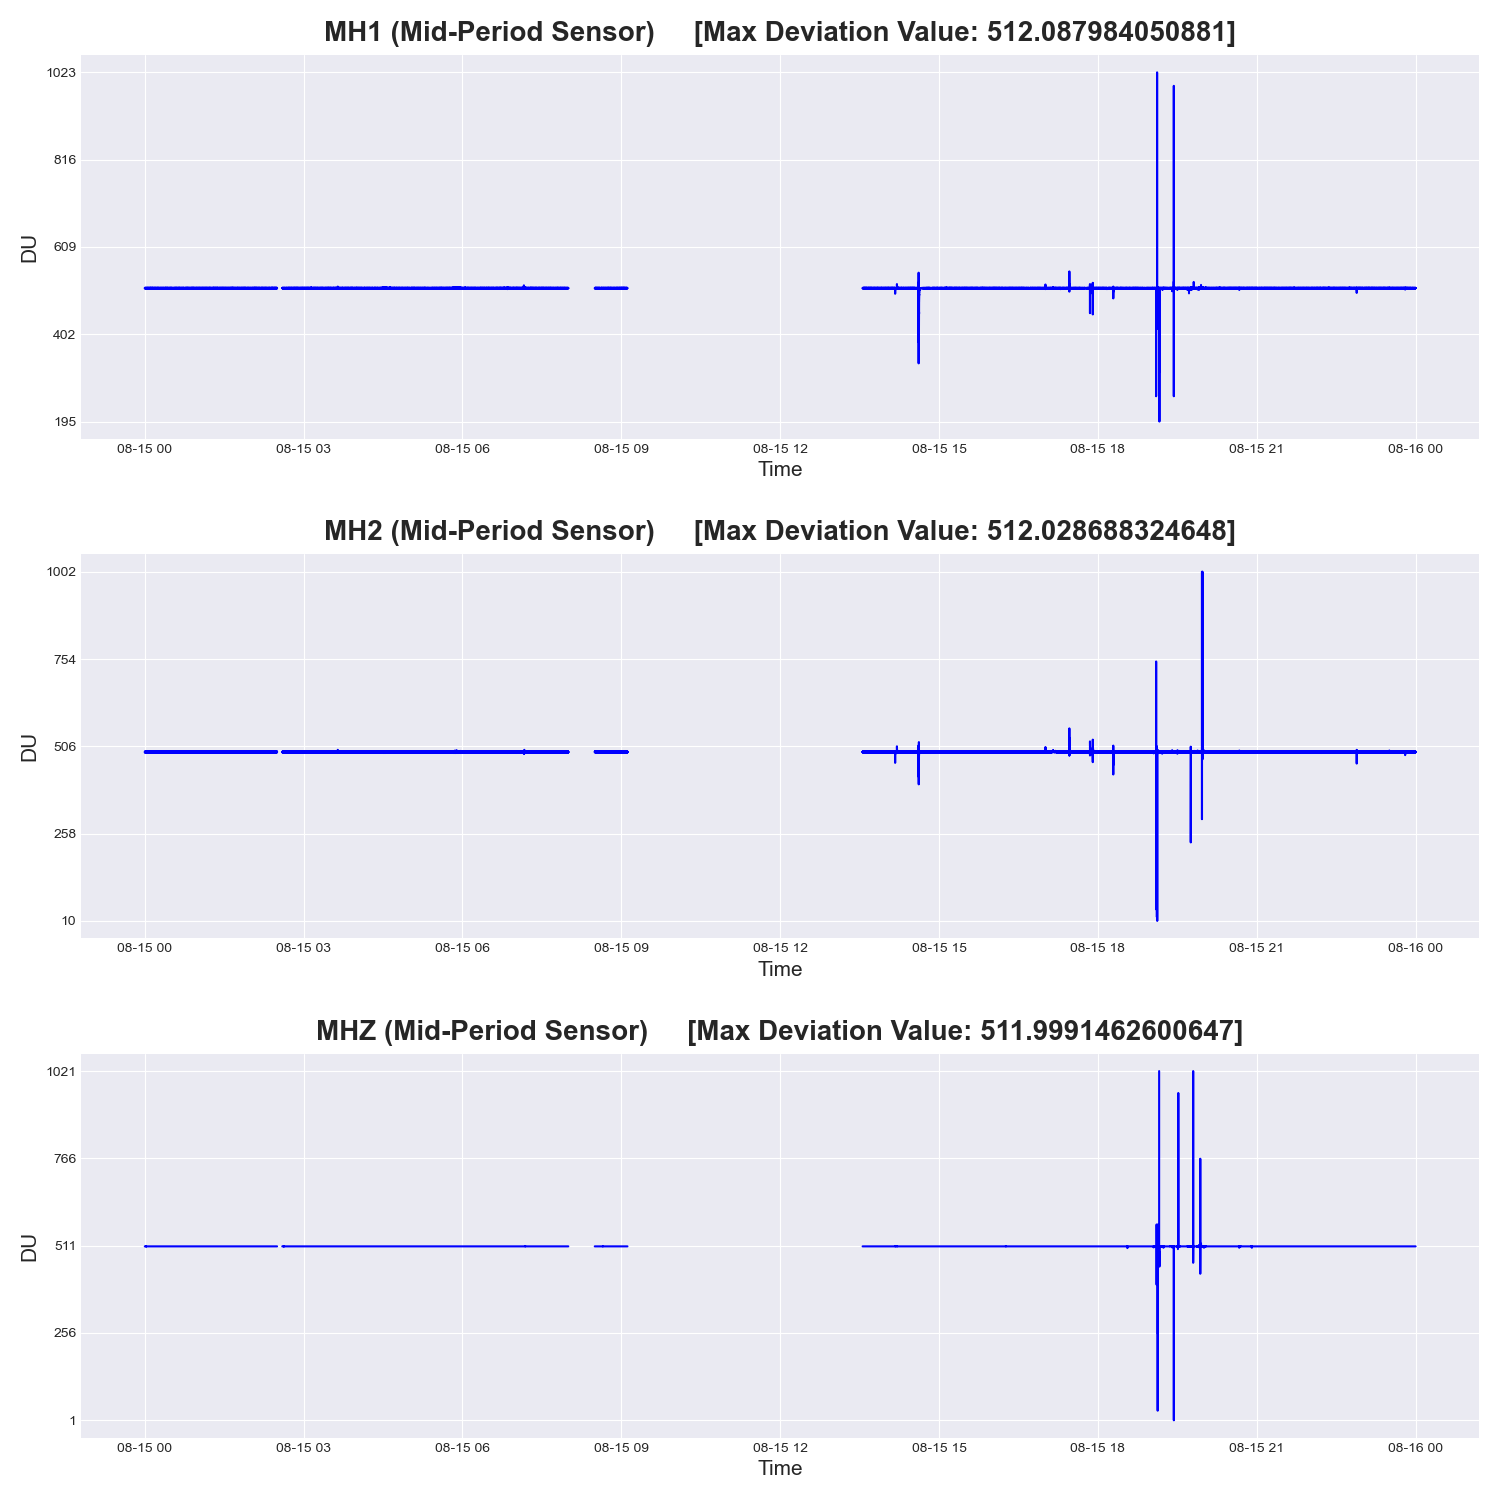 MH1 (Mid-Period Sensor) [Max Deviation Value: 512.087984050881]
DU
1023
816
609
402
195
08-15 00 08-15 03 08-15 06 08-15 09 08-15 12 08-15 15 08-15 18 08-15 21 08-16 00
Time
MH2 (Mid-Period Sensor) [Max Deviation Value: 512.028688324648]
DU
1002
754
506
258
10
08-15 00 08-15 03 08-15 06 08-15 09 08-15 12 08-15 15 08-15 18 08-15 21 08-16 00
Time
MHZ (Mid-Period Sensor) [Max Deviation Value: 511.9991462600647]
DU
1021
766
511
256
1
08-15 00 08-15 03 08-15 06 08-15 09 08-15 12 08-15 15 08-15 18 08-15 21 08-16 00
Time